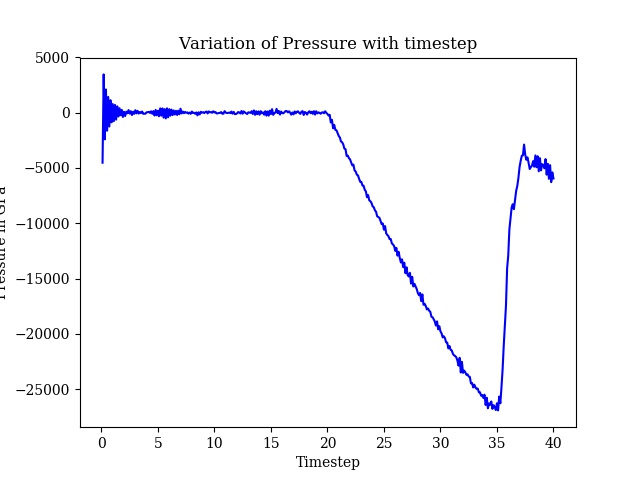 Variation of Pressure with timestep
5000
0
−5000
−10000
−15000
−20000
−25000
Pressure in GPa
0 5 10 15 20 25 30 35 40
Timestep